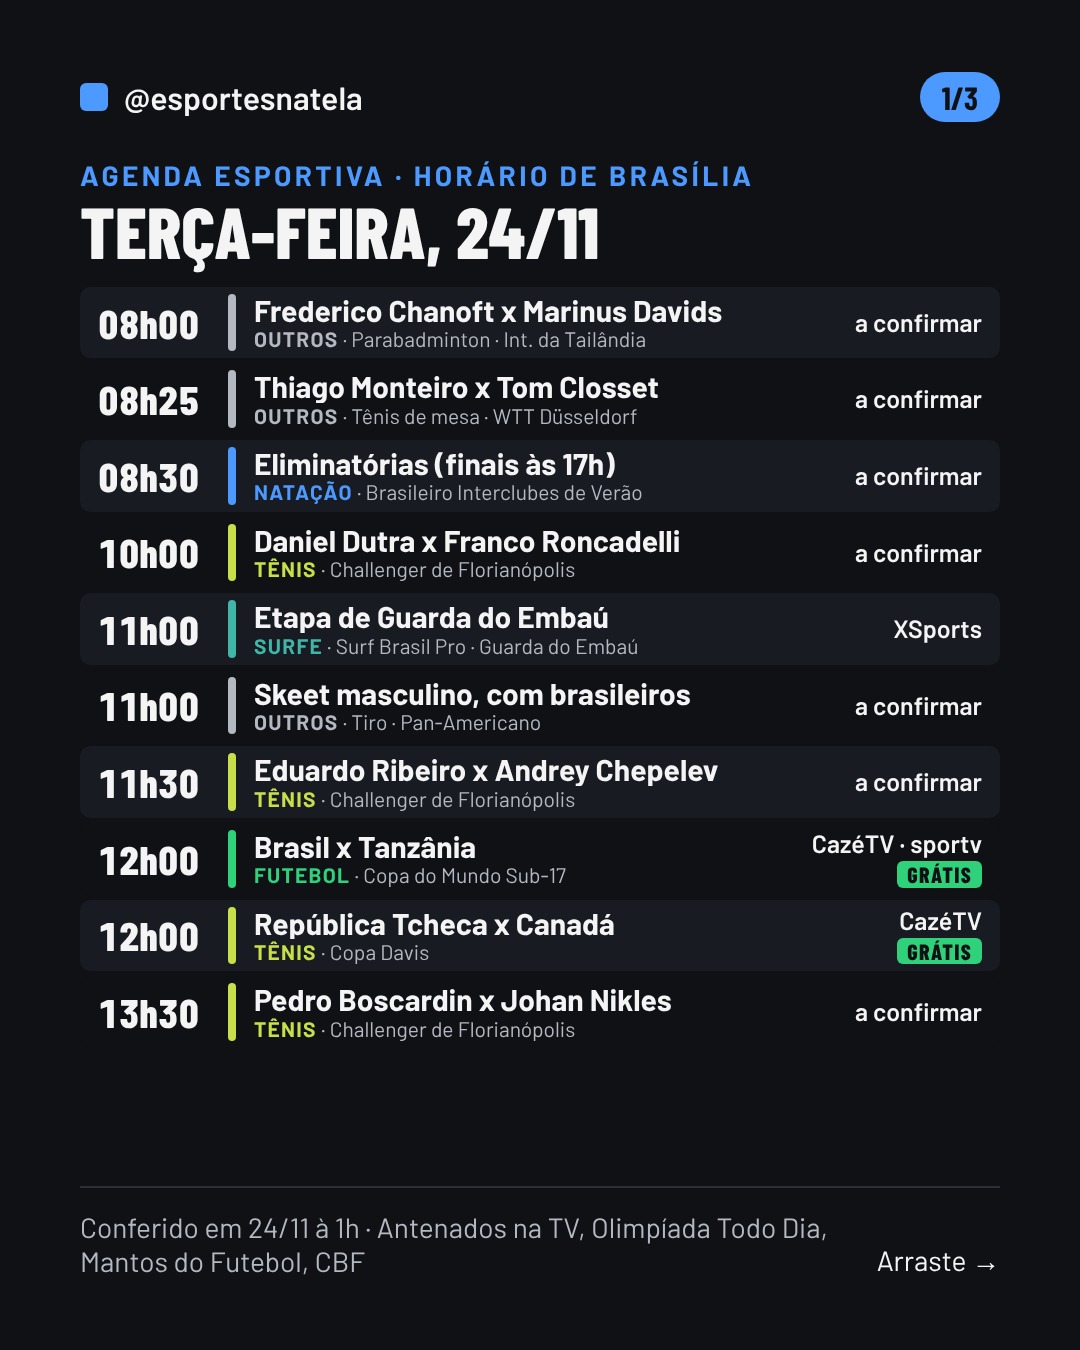 @esportesnatela
1/3
AGENDA ESPORTIVA · HORÁRIO DE BRASÍLIA
TERÇA-FEIRA, 24/11
08h00
Frederico Chanoft x Marinus Davids
OUTROS · Parabadminton · Int. da Tailândia
a confirmar
08h25
Thiago Monteiro x Tom Closset
OUTROS · Tênis de mesa · WTT Düsseldorf
a confirmar
08h30
Eliminatórias (finais às 17h)
NATAÇÃO · Brasileiro Interclubes de Verão
a confirmar
10h00
Daniel Dutra x Franco Roncadelli
TÊNIS · Challenger de Florianópolis
a confirmar
11h00
Etapa de Guarda do Embaú
SURFE · Surf Brasil Pro · Guarda do Embaú
XSports
11h00
Skeet masculino, com brasileiros
OUTROS · Tiro · Pan-Americano
a confirmar
11h30
Eduardo Ribeiro x Andrey Chepelev
TÊNIS · Challenger de Florianópolis
a confirmar
12h00
Brasil x Tanzânia
FUTEBOL · Copa do Mundo Sub-17
CazéTV · sportv
GRÁTIS
12h00
República Tcheca x Canadá
TÊNIS · Copa Davis
CazéTV
GRÁTIS
13h30
Pedro Boscardin x Johan Nikles
TÊNIS · Challenger de Florianópolis
a confirmar
Conferido em 24/11 à 1h · Antenados na TV, Olimpíada Todo Dia,
Mantos do Futebol, CBF
Arraste →